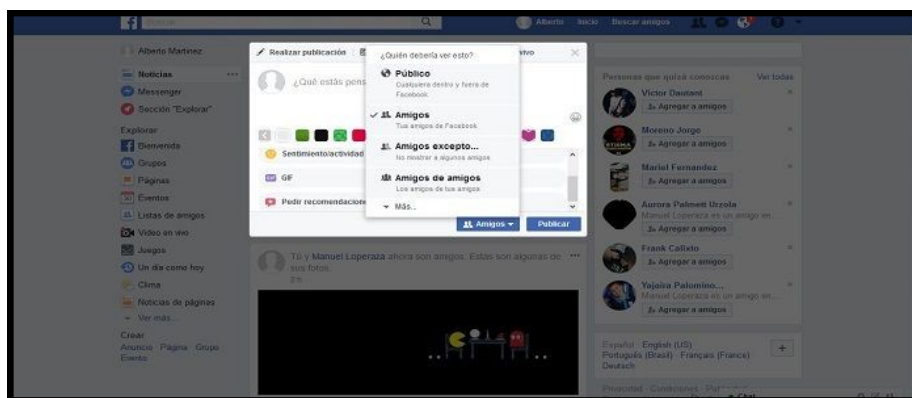 Alberto
Inicio
Buscar amigos
Alberto Martinez
Noticias
Messenger
Sección "Explorar"
Explorar
Bienvenida
Grupos
Páginas
Eventos
Listas de amigos
Video en vivo
Juegos
Un día como hoy
Clima
Noticias de páginas
Ver más...
Crear
Anuncio · Página · Grupo
Evento
Realizar publicación
vivo
¿Qué estás pens
Sentimiento/actividad
GIF
Pedir recomendacione
¿Quién debería ver esto?
Público
Cualquiera dentro y fuera de
Facebook
Amigos
Tus amigos de Facebook
Amigos excepto...
No mostrar a algunos amigos
Amigos de amigos
Los amigos de tus amigos
Más...
Amigos
Publicar
Tú y Manuel Loperaza ahora son amigos. Estas son algunas de
sus fotos.
Personas que quizá conozcas
Ver todas
Victor Dautant
Agregar a amigos
Moreno Jorge
Agregar a amigos
Mariel Fernandez
Agregar a amigos
Aurora Palmett Urzola
Manuel Loperaza es un amigo en...
Agregar a amigos
Frank Calixto
Agregar a amigos
Yajaira Palomino...
Manuel Loperaza es un amigo en...
Agregar a amigos
Español · English (US)
Português (Brasil) · Français (France)
Deutsch
Privacidad · Condiciones
Chat